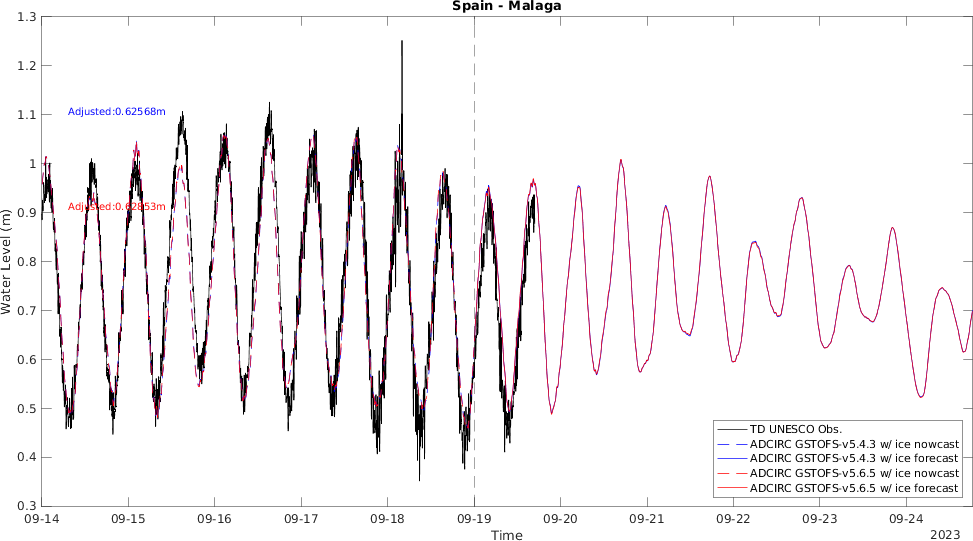 Spain - Malaga
1.3
1.2
1.1
1
0.9
0.8
0.7
0.6
0.5
0.4
0.3
Water Level (m)
Adjusted:0.62568m
Adjusted:0.62853m
TD UNESCO Obs.
ADCIRC GSTOFS-v5.4.3 w/ ice nowcast
ADCIRC GSTOFS-v5.4.3 w/ ice forecast
ADCIRC GSTOFS-v5.6.5 w/ ice nowcast
ADCIRC GSTOFS-v5.6.5 w/ ice forecast
09-14 09-15 09-16 09-17 09-18 09-19 09-20 09-21 09-22 09-23 09-24
Time
2023